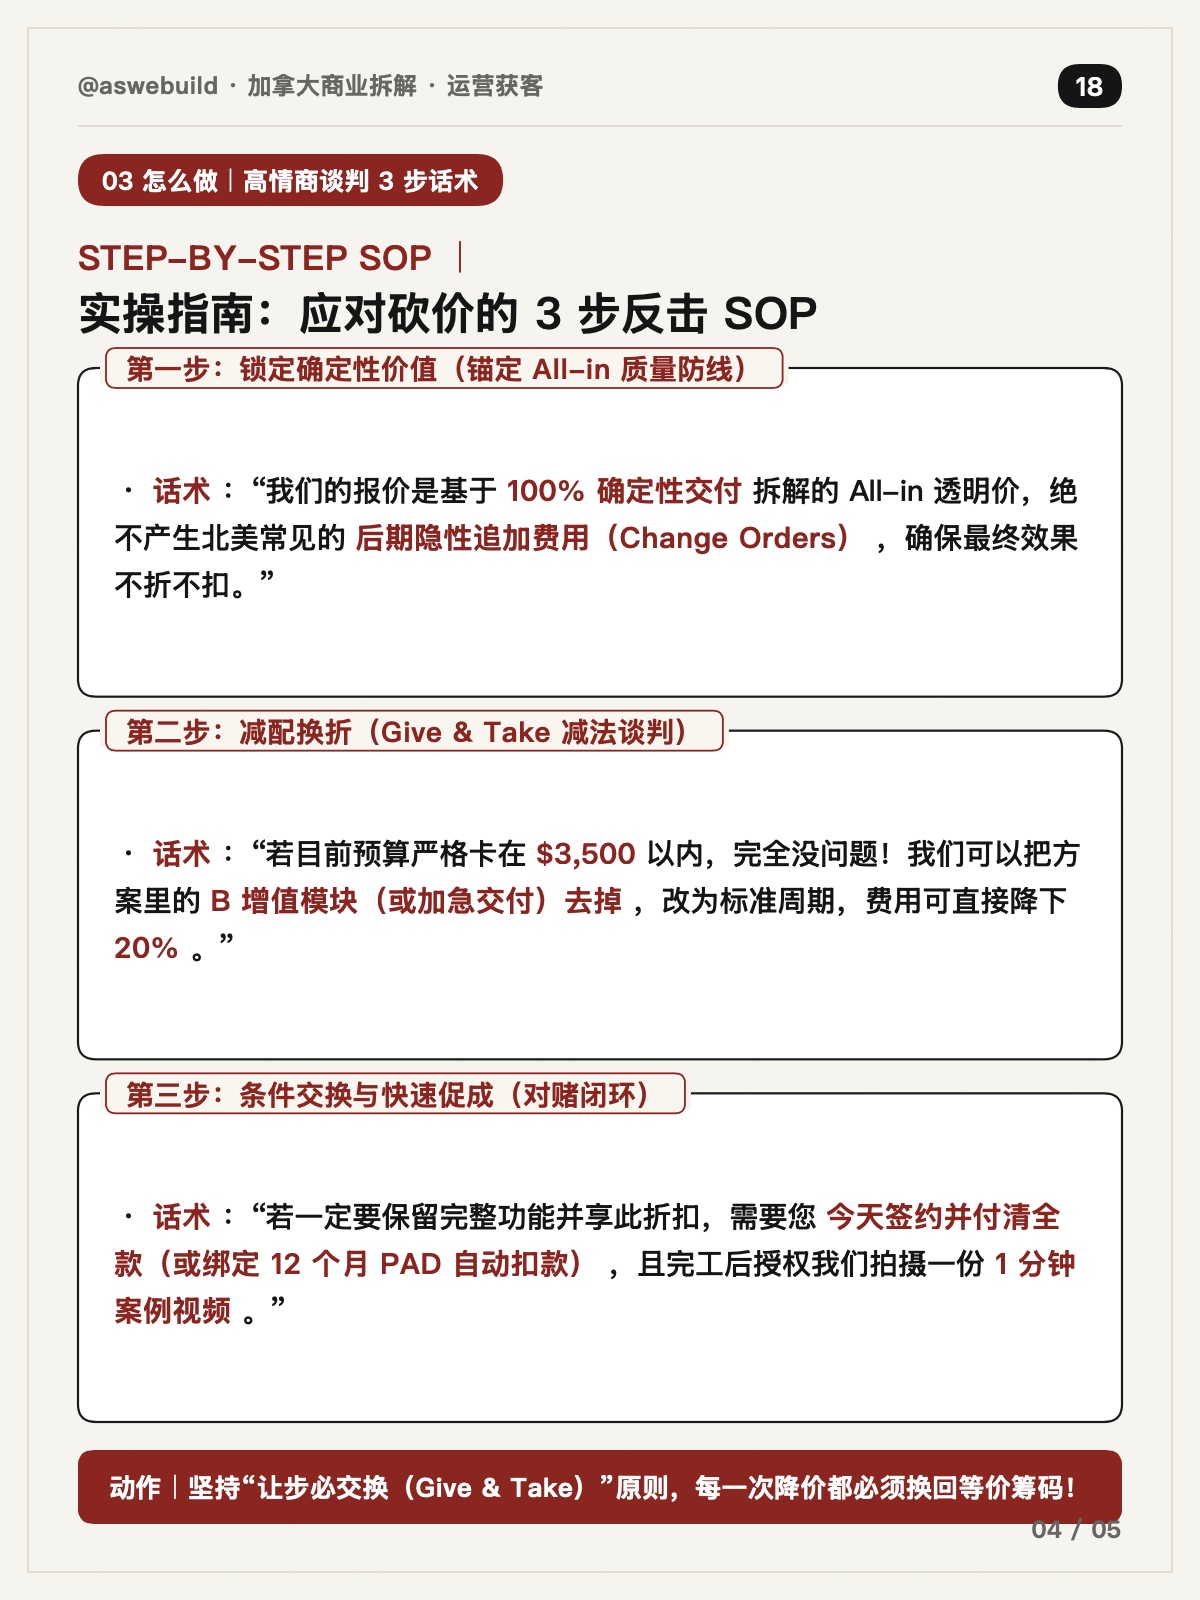 @aswebuild · 加拿大商业拆解 · 运营获客
18
03 怎么做｜高情商谈判 3 步话术
STEP–BY–STEP SOP ｜
实操指南：应对砍价的 3 步反击 SOP
第一步：锁定确定性价值（锚定 All–in 质量防线）
· 话术：“我们的报价是基于 100% 确定性交付 拆解的 All–in 透明价，绝
不产生北美常见的 后期隐性追加费用（Change Orders），确保最终效果
不折不扣。”
第二步：减配换折（Give & Take 减法谈判）
· 话术：“若目前预算严格卡在 $3,500 以内，完全没问题！我们可以把方
案里的 B 增值模块（或加急交付）去掉，改为标准周期，费用可直接降下
20% 。”
第三步：条件交换与快速促成（对赌闭环）
· 话术：“若一定要保留完整功能并享此折扣，需要您 今天签约并付清全
款（或绑定 12 个月 PAD 自动扣款），且完工后授权我们拍摄一份 1 分钟
案例视频 。”
动作｜坚持“让步必交换（Give & Take）”原则，每一次降价都必须换回等价筹码！
04 / 05